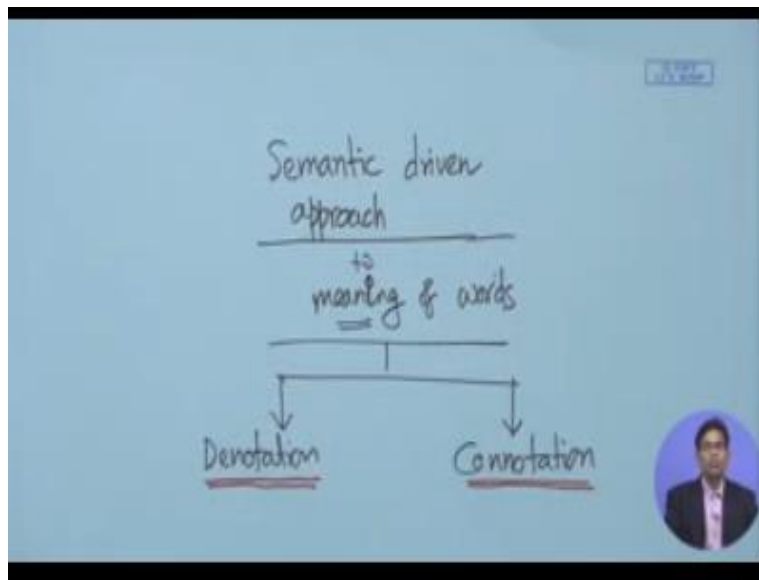 Semantic driven
approach
to
meaning of words
Denotation
Connotation